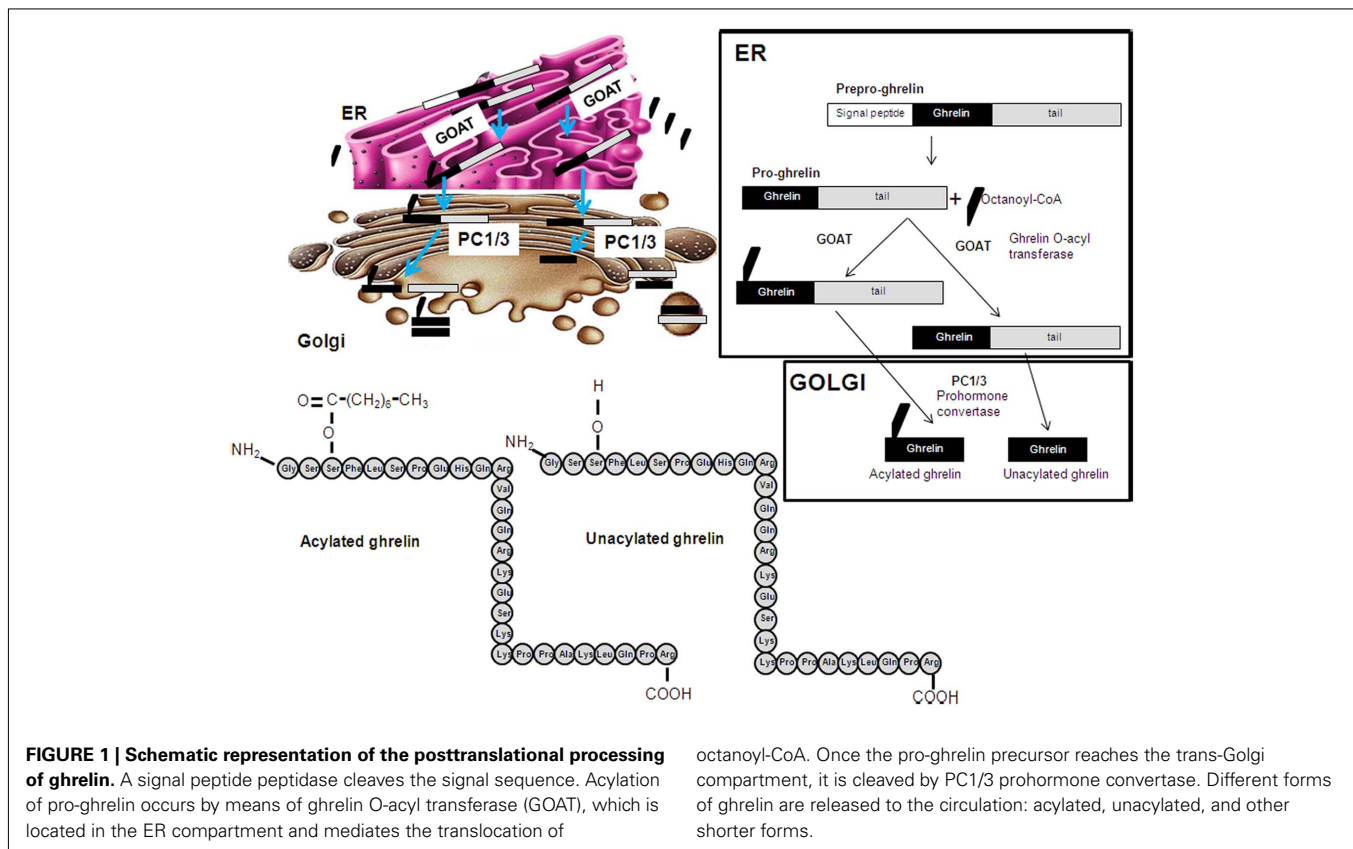 ER
GOAT
GOAT
PC1/3
PC1/3
Golgi
ER
Prepro-ghrelin
Signal peptide Ghrelin tail
Pro-ghrelin
Ghrelin tail + Octanoyl-CoA
GOAT GOAT Ghrelin O-acyl
transferase
Ghrelin tail
Ghrelin tail
GOLGI
PC1/3
Prohormone
convertase
Ghrelin Ghrelin
Acylated ghrelin Unacylated ghrelin
O=C-(CH2)6-CH3
O
NH2
Gly Ser Ser Phe Leu Ser Pro Glu His Gln Arg
Val
Gln
Gln
Arg
Lys
Glu
Ser
Lys
Lys Pro Pro Ala Lys Leu Gln Pro Arg
COOH
Acylated ghrelin
H
O
NH2
Gly Ser Ser Phe Leu Ser Pro Glu His Gln Arg
Val
Gln
Gln
Arg
Lys
Glu
Ser
Lys
Lys Pro Pro Ala Lys Leu Gln Pro Arg
COOH
Unacylated ghrelin
FIGURE 1 | Schematic representation of the posttranslational processing
of ghrelin. A signal peptide peptidase cleaves the signal sequence. Acylation
of pro-ghrelin occurs by means of ghrelin O-acyl transferase (GOAT), which is
located in the ER compartment and mediates the translocation of
octanoyl-CoA. Once the pro-ghrelin precursor reaches the trans-Golgi
compartment, it is cleaved by PC1/3 prohormone convertase. Different forms
of ghrelin are released to the circulation: acylated, unacylated, and other
shorter forms.